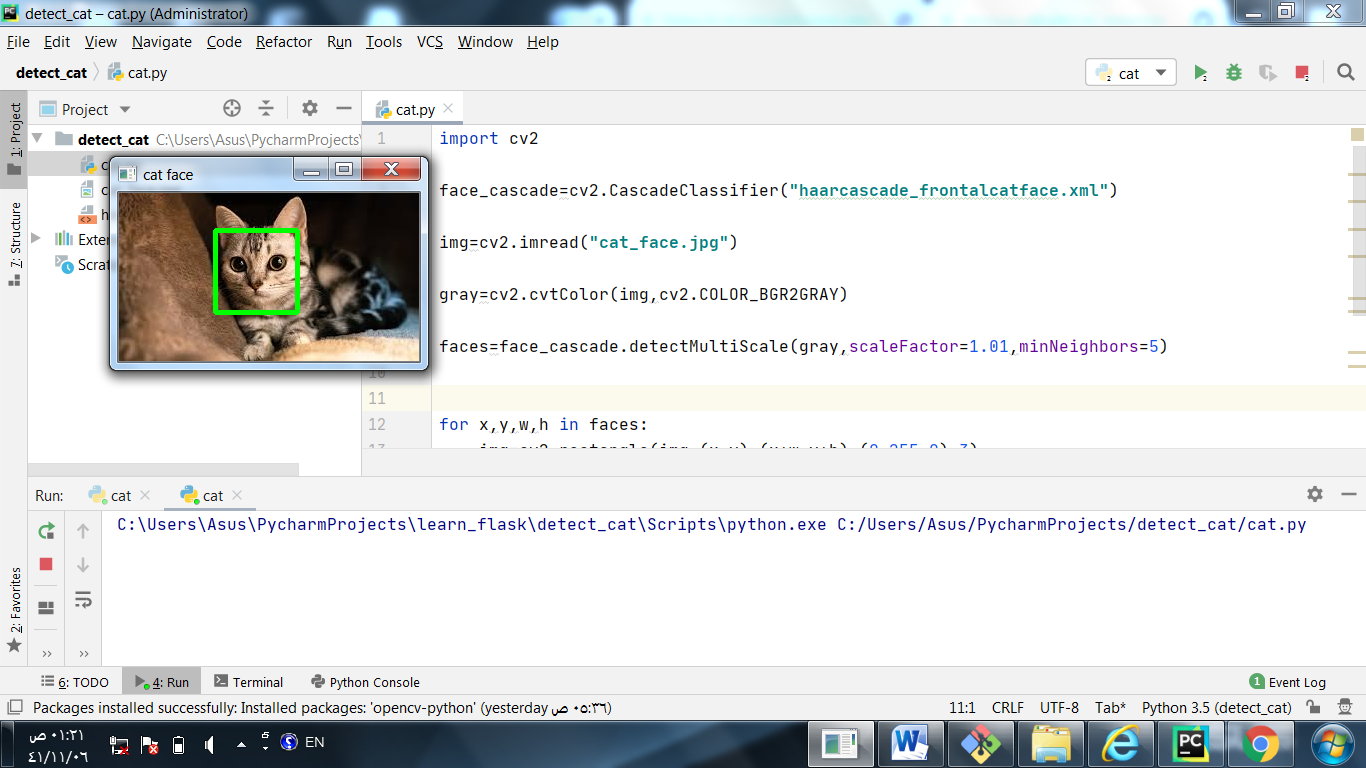 detect_cat – cat.py (Administrator)
File Edit View Navigate Code Refactor Run Tools VCS Window Help
detect_cat cat.py
cat
1: Project
Project
cat.py
detect_cat C:\Users\Asus\PycharmProjects\
cat face
7: Structure
1 import cv2
face_cascade=cv2.CascadeClassifier("haarcascade_frontalcatface.xml")
img=cv2.imread("cat_face.jpg")
gray=cv2.cvtColor(img,cv2.COLOR_BGR2GRAY)
faces=face_cascade.detectMultiScale(gray,scaleFactor=1.01,minNeighbors=5)
10
11
12 for x,y,w,h in faces:
Run: cat cat
C:\Users\Asus\PycharmProjects\learn_flask\detect_cat\Scripts\python.exe C:/Users/Asus/PycharmProjects/detect_cat/cat.py
2: Favorites
6: TODO 4: Run Terminal Python Console 1 Event Log
Packages installed successfully: Installed packages: 'opencv-python' (yesterday ٠٥:٣٦ ص) 11:1 CRLF UTF-8 Tab* Python 3.5 (detect_cat)
٠١:٢١ ص
٤١/١١/٠٦
EN